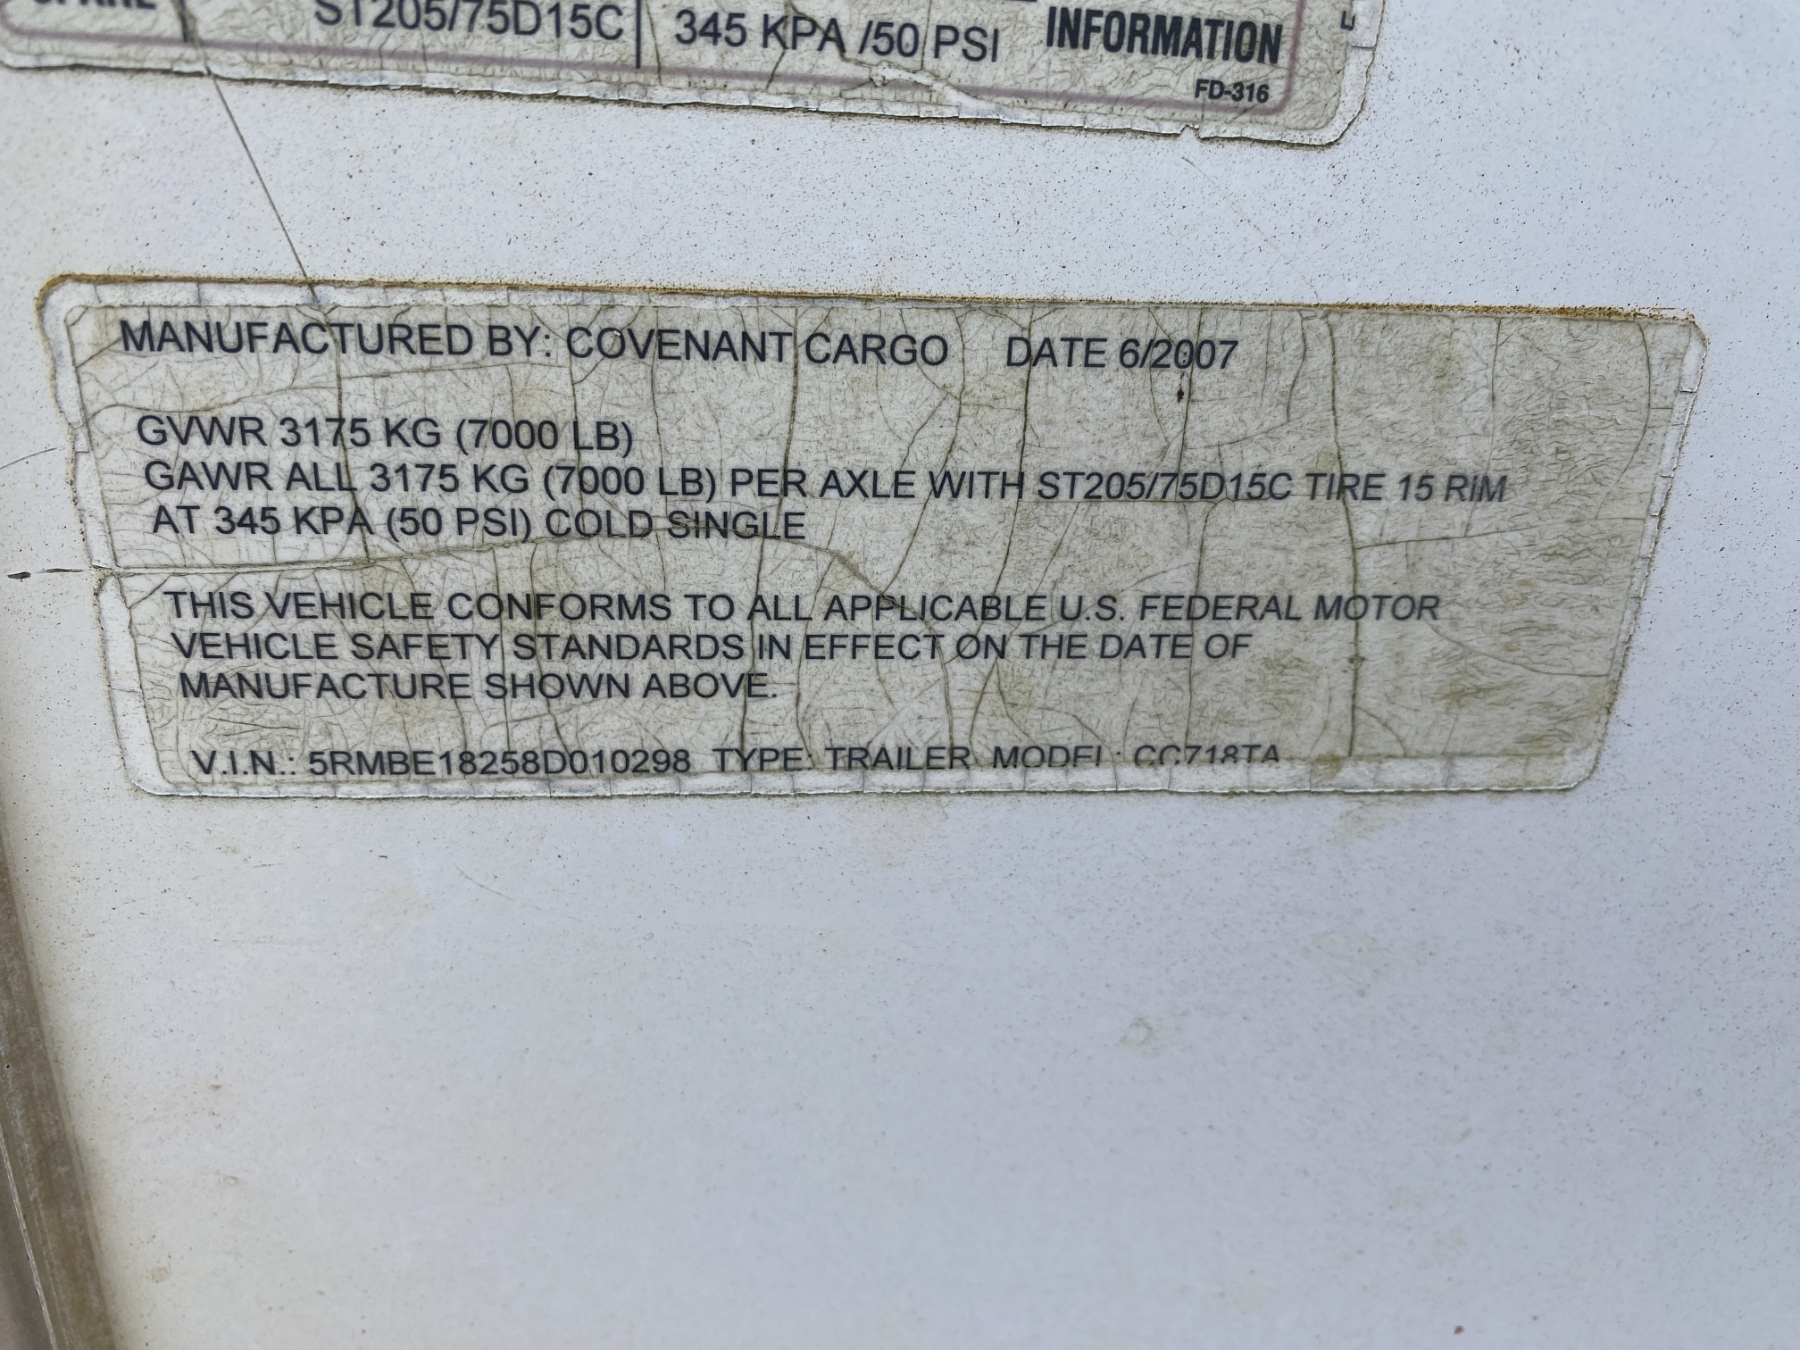 ST205/75D15C 345 KPA /50 PSI INFORMATION
FD-316
MANUFACTURED BY: COVENANT CARGO DATE 6/2007
GVWR 3175 KG (7000 LB)
GAWR ALL 3175 KG (7000 LB) PER AXLE WITH ST205/75D15C TIRE 15 RIM
AT 345 KPA (50 PSI) COLD SINGLE
THIS VEHICLE CONFORMS TO ALL APPLICABLE U.S. FEDERAL MOTOR
VEHICLE SAFETY STANDARDS IN EFFECT ON THE DATE OF
MANUFACTURE SHOWN ABOVE.
V.I.N.: 5RMBE18258D010298 TYPE: TRAILER MODEL: CC718TA